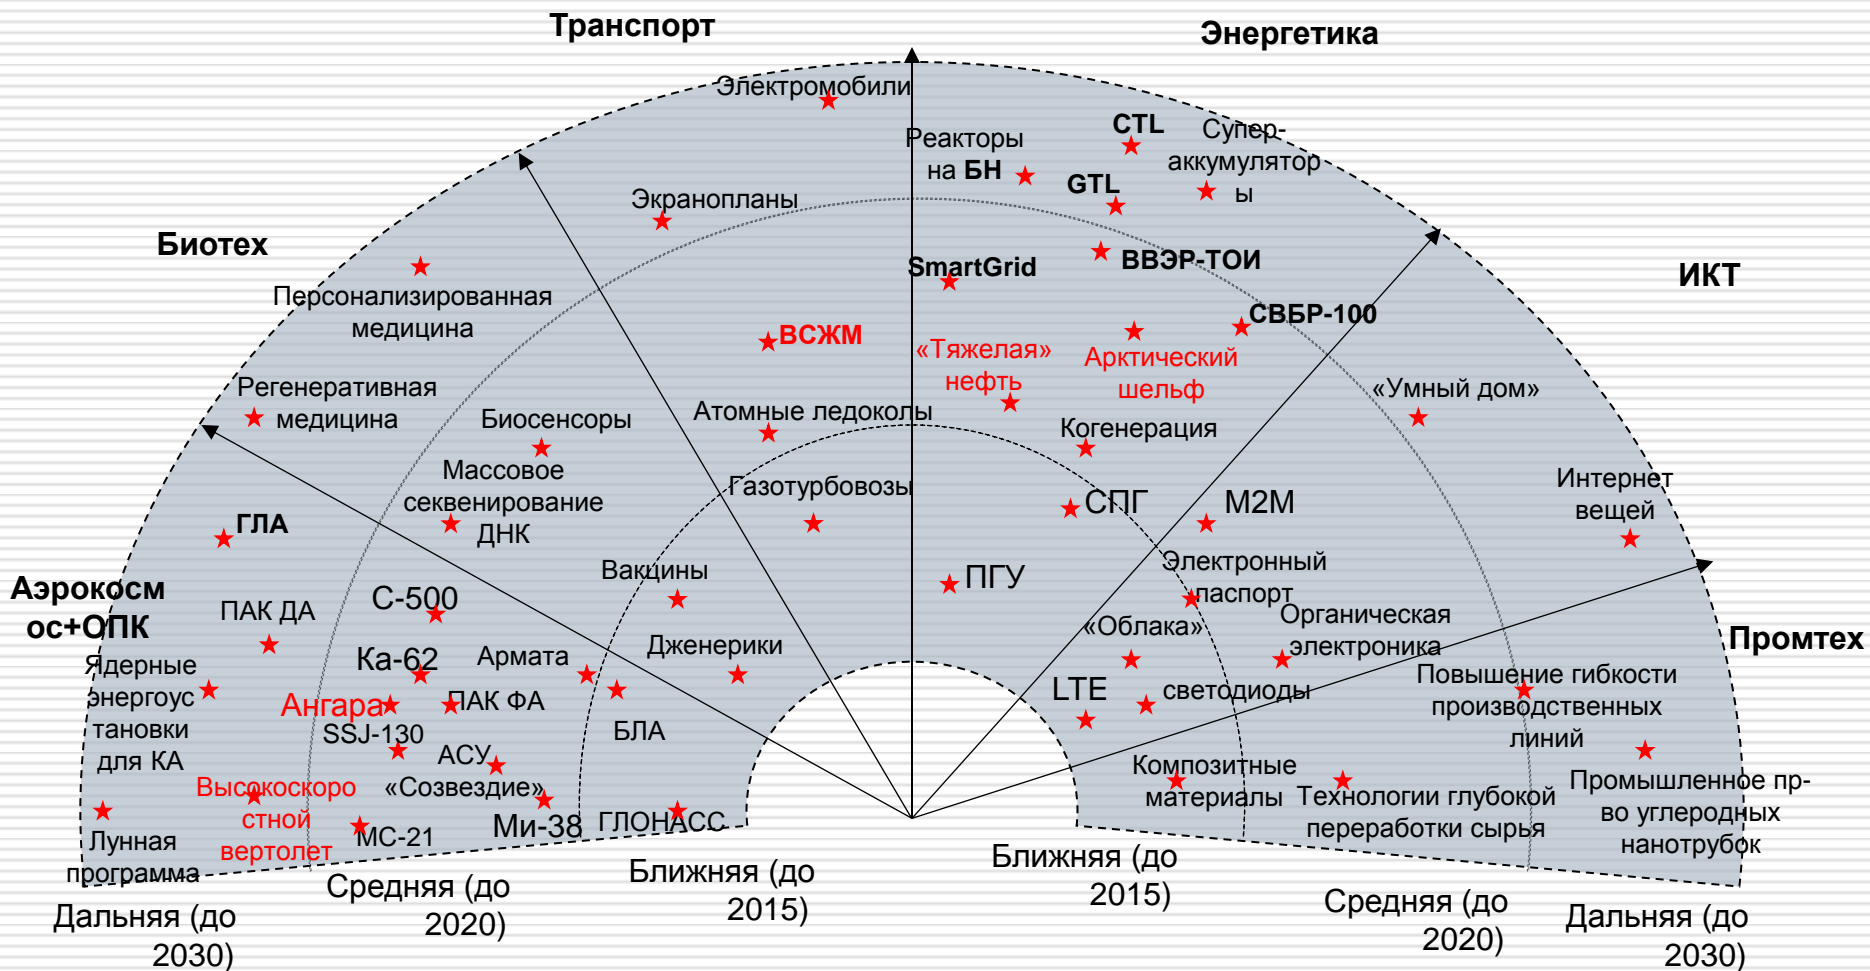 Транспорт
Энергетика
Электромобили
CTL
Супер-
аккумулятор
ы
Реакторы
на БН
GTL
Экранопланы
Биотех
SmartGrid
ВВЭР-ТОИ
ИКТ
Персонализированная
медицина
СВБР-100
ВСЖМ
«Тяжелая»
нефть
Арктический
шельф
Регенеративная
медицина
«Умный дом»
Биосенсоры
Атомные ледоколы
Когенерация
Массовое
секвенирование
ДНК
Газотурбовозы
СПГ
М2М
Интернет
вещей
ГЛА
Вакцины
ПГУ
Электронный
паспорт
Аэрокосм
ос+ОПК
ПАК ДА
С-500
«Облака»
Органическая
электроника
Промтех
Ядерные
энергоус
тановки
для КА
Ка-62
Армата
Дженерики
Ангара
ПАК ФА
LTE
светодиоды
Повышение гибкости
производственных
линий
SSJ-130
БЛА
АСУ
«Созвездие»
Высокоскоро
стной
вертолет
Композитные
материалы
Технологии глубокой
переработки сырья
Промышленное пр-
во углеродных
нанотрубок
Лунная
программа
МС-21
Ми-38
ГЛОНАСС
Дальняя (до
2030)
Средняя (до
2020)
Ближняя (до
2015)
Ближняя (до
2015)
Средняя (до
2020)
Дальняя (до
2030)